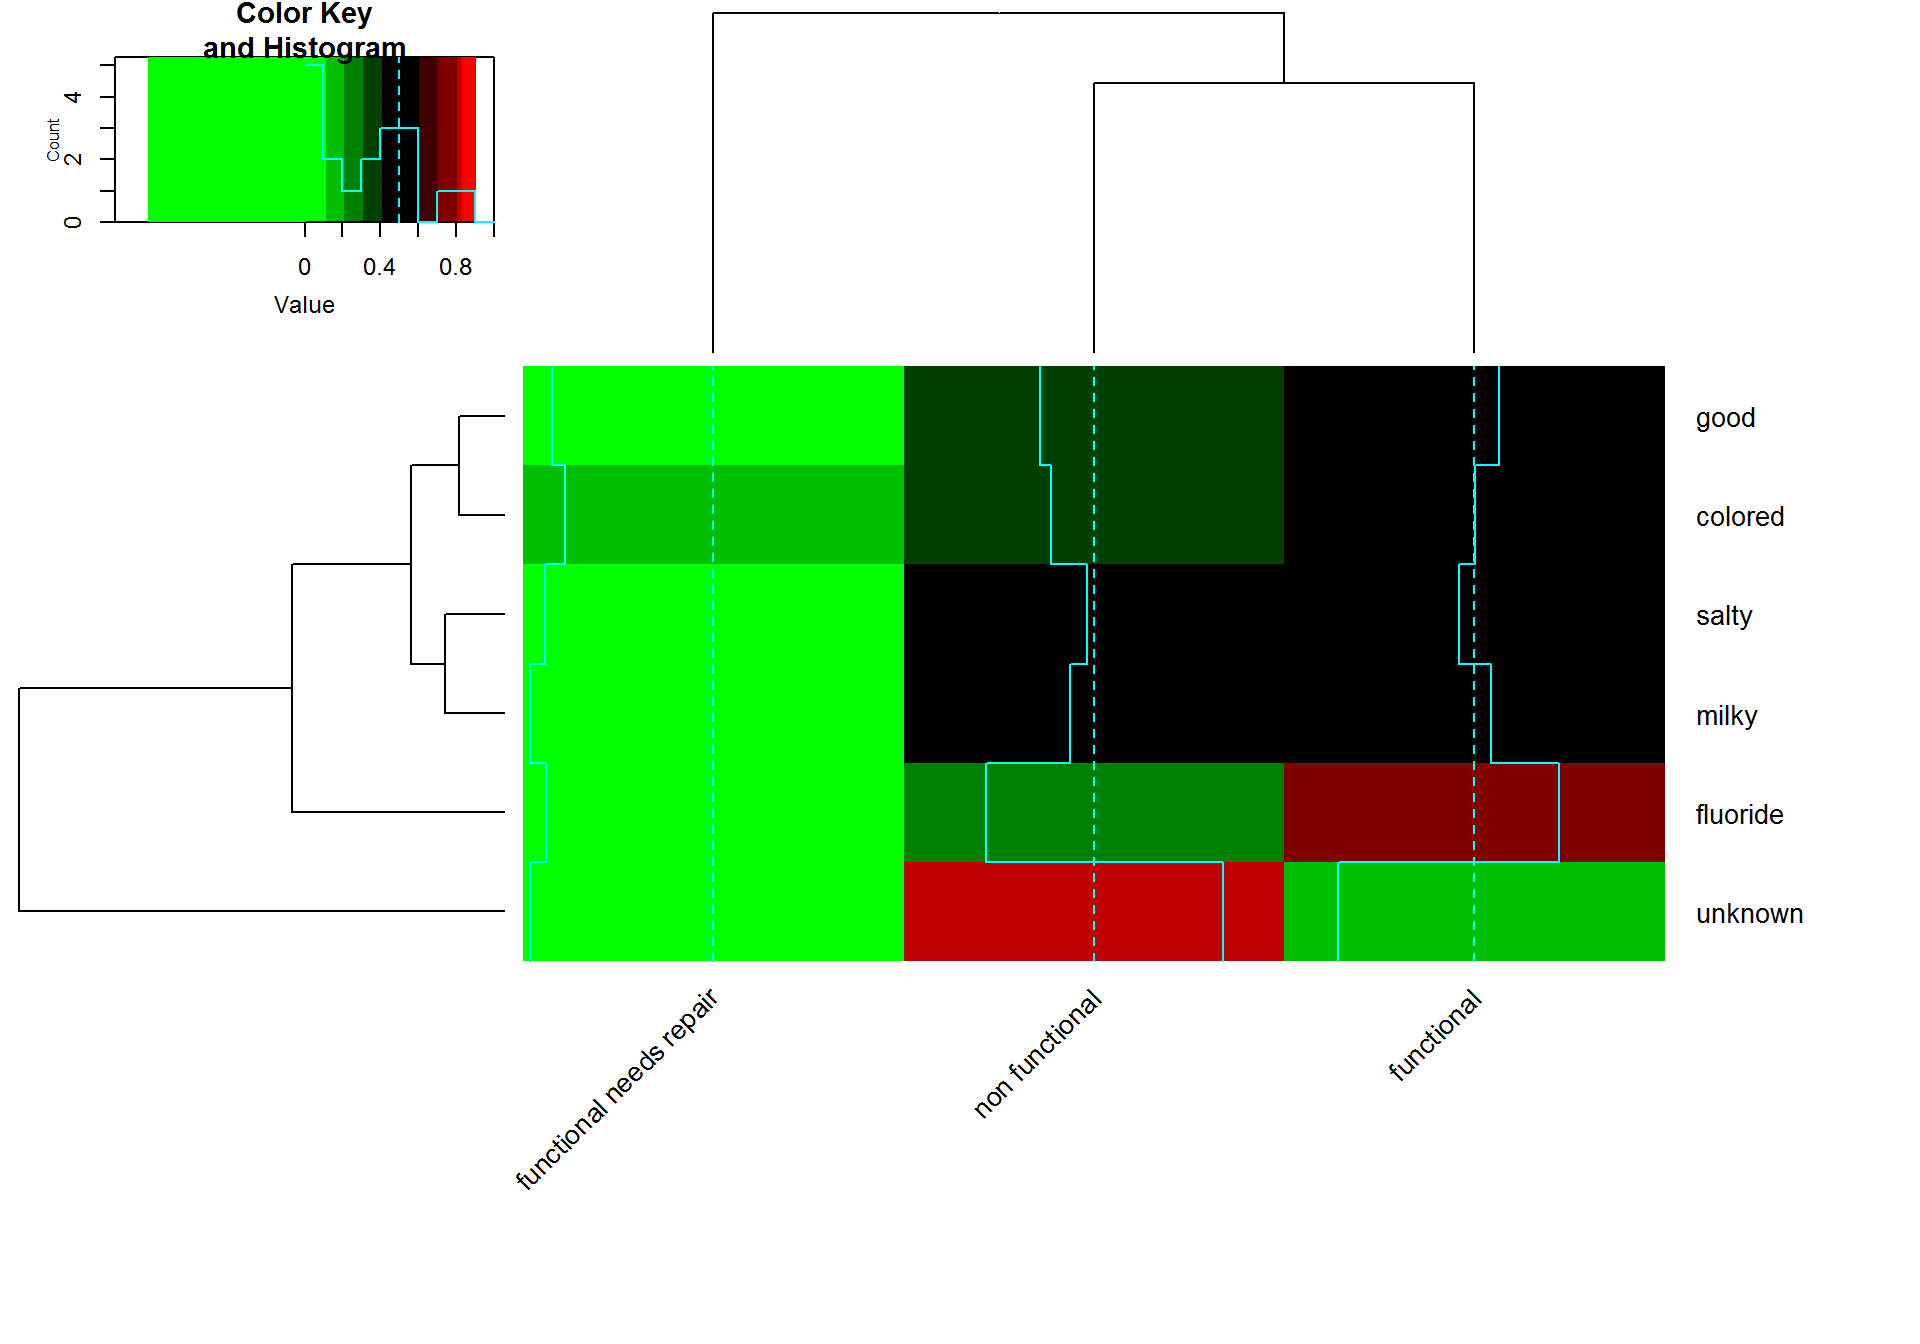 Color Key
and Histogram
Count
0
2
4
0
0.4
0.8
Value
good
colored
salty
milky
fluoride
unknown
functional needs repair
non functional
functional